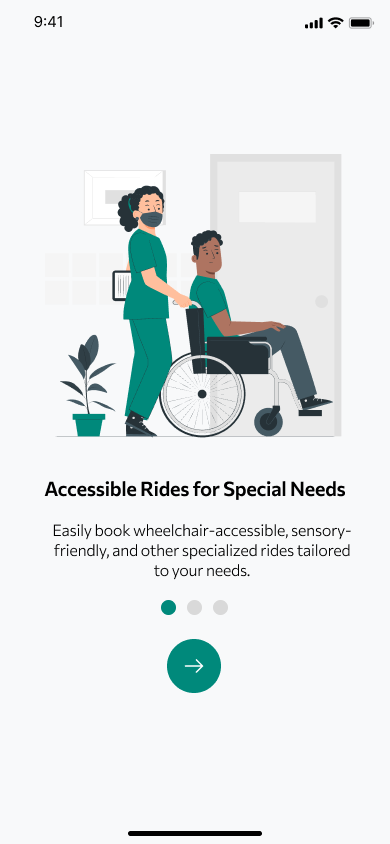 9:41
Accessible Rides for Special Needs
Easily book wheelchair-accessible, sensory-
friendly, and other specialized rides tailored
to your needs.